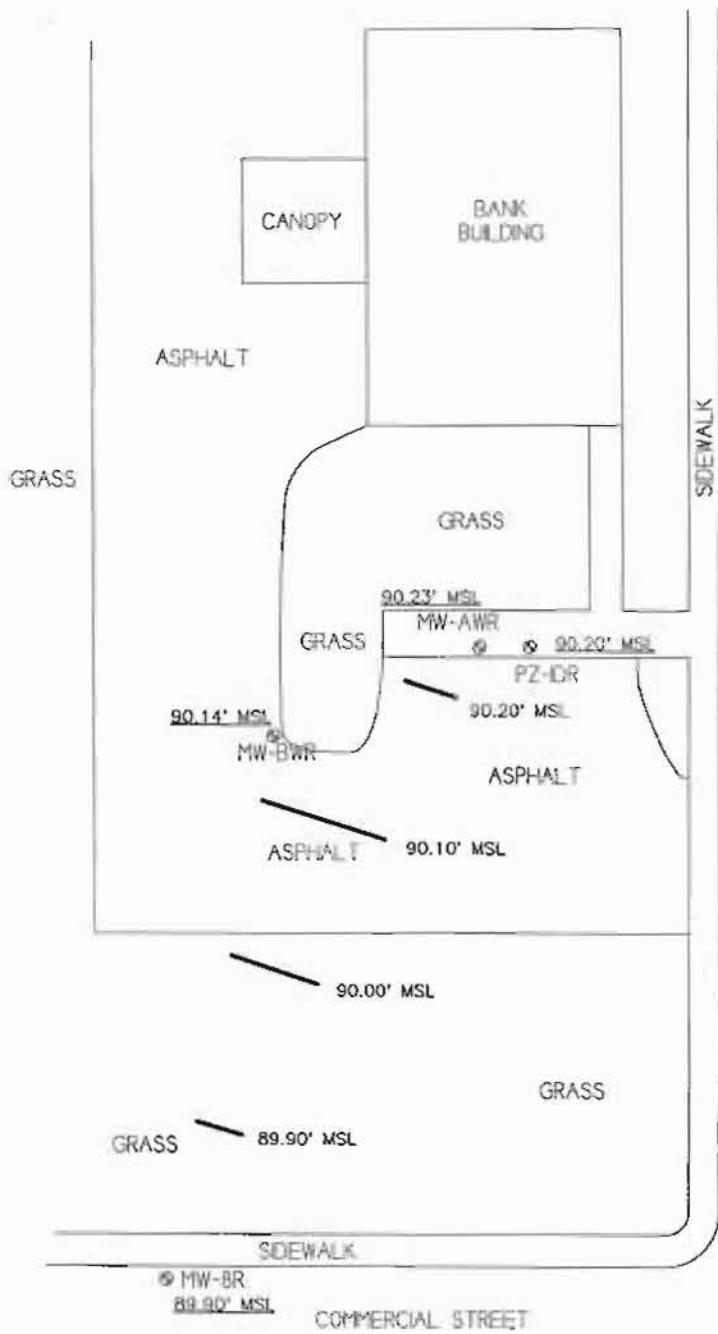 CANOPY
BANK
BUILDING
ASPHALT
SIDEWALK
GRASS
GRASS
90.23' MSL
MW-AWR
GRASS
90.20' MSL
PZ-IDR
90.20' MSL
90.14' MSL
MW-BWR
ASPHALT
90.10' MSL
ASPHALT
90.00' MSL
GRASS
89.90' MSL
GRASS
SIDEWALK
MW-8R
89.90' MSL
COMMERCIAL STREET